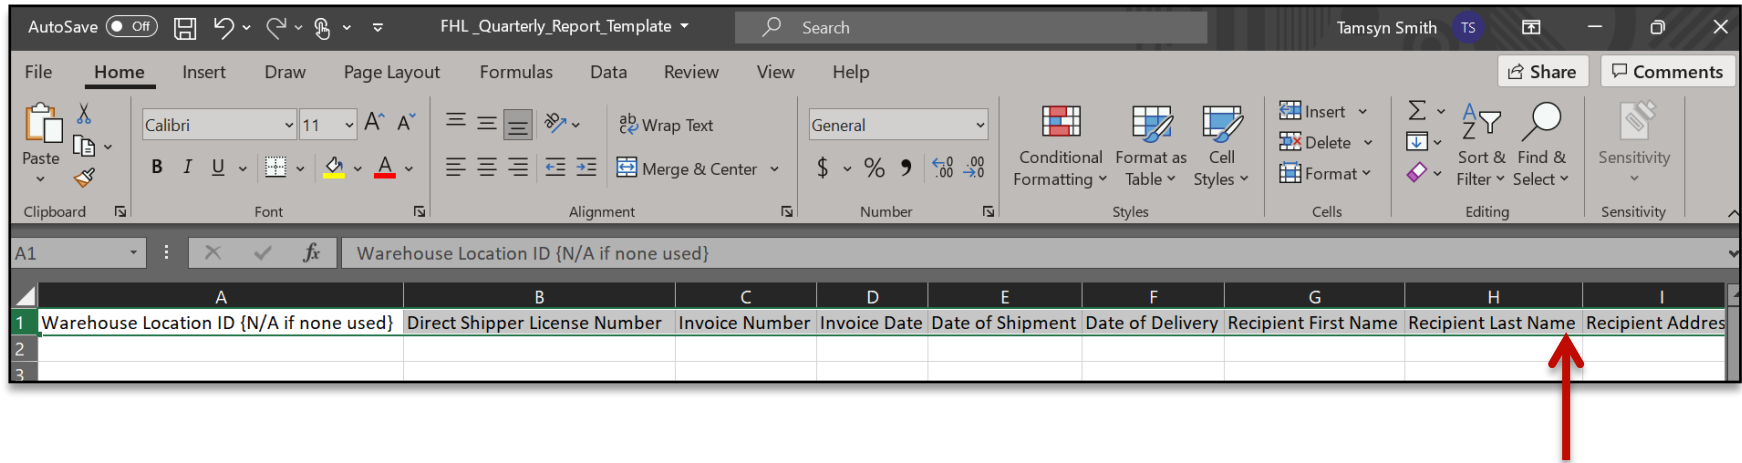 AutoSave Off FHL _Quarterly_Report_Template Search Tamsyn Smith TS
File Home Insert Draw Page Layout Formulas Data Review View Help Share Comments
Paste
Clipboard
Calibri 11 A A
B I U A
Font
ab c Wrap Text
Merge & Center
Alignment
General
$ % , .00 .00
Number
Conditional Formatting
Format as Table
Cell Styles
Styles
Insert
Delete
Format
Cells
Σ
A Z
Sort & Filter
Find & Select
Editing
Sensitivity
Sensitivity
A1 fx Warehouse Location ID {N/A if none used}
A B C D E F G H I
1 Warehouse Location ID {N/A if none used} Direct Shipper License Number Invoice Number Invoice Date Date of Shipment Date of Delivery Recipient First Name Recipient Last Name Recipient Addres
2
3